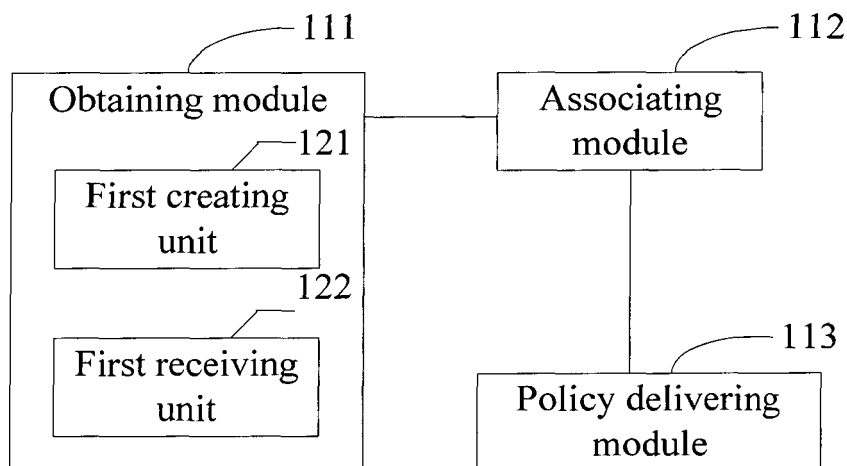 111
Obtaining module
121
First creating
unit
122
First receiving
unit
112
Associating
module
113
Policy delivering
module